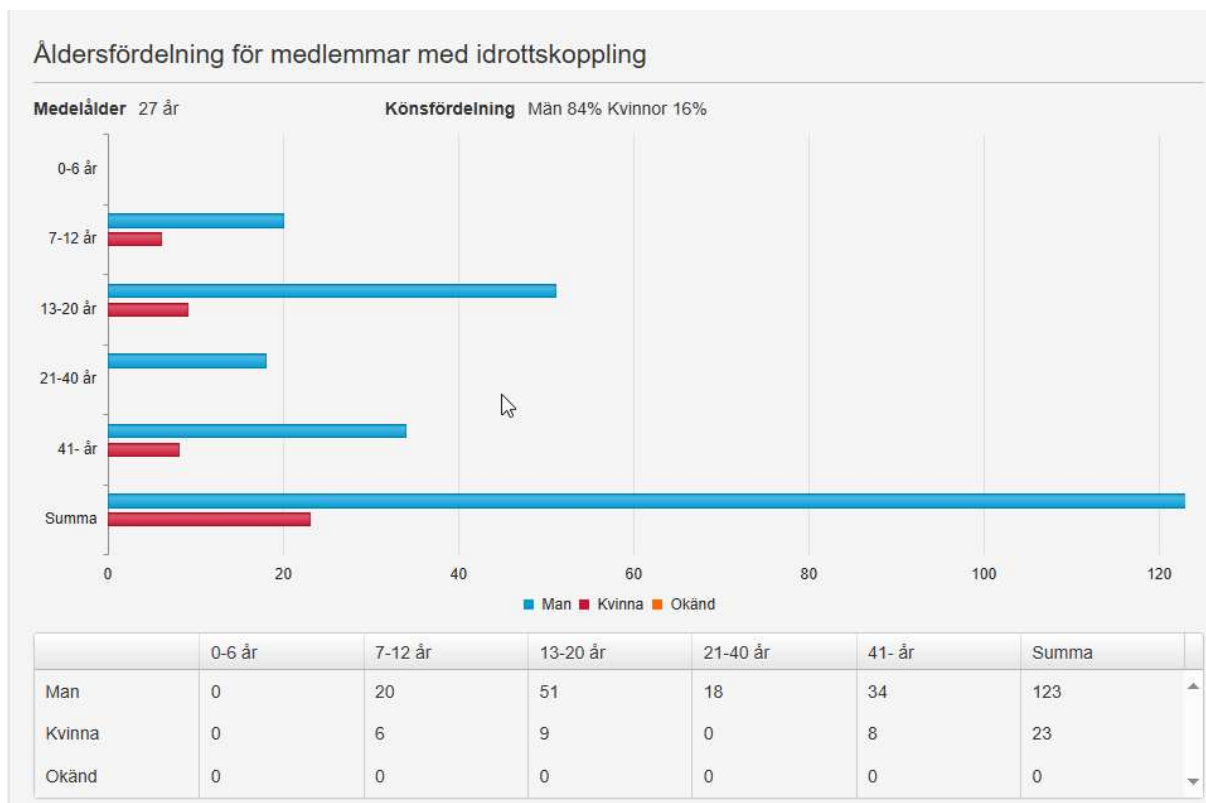 Åldersfördelning för medlemmar med idrottskoppling
Medelålder 27 år Könsfördelning Män 84% Kvinnor 16%
0-6 år
7-12 år
13-20 år
21-40 år
41- år
Summa
0 20 40 60 80 100 120
Man Kvinna Okänd
0-6 år 7-12 år 13-20 år 21-40 år 41- år Summa
Man 0 20 51 18 34 123
Kvinna 0 6 9 0 8 23
Okänd 0 0 0 0 0 0